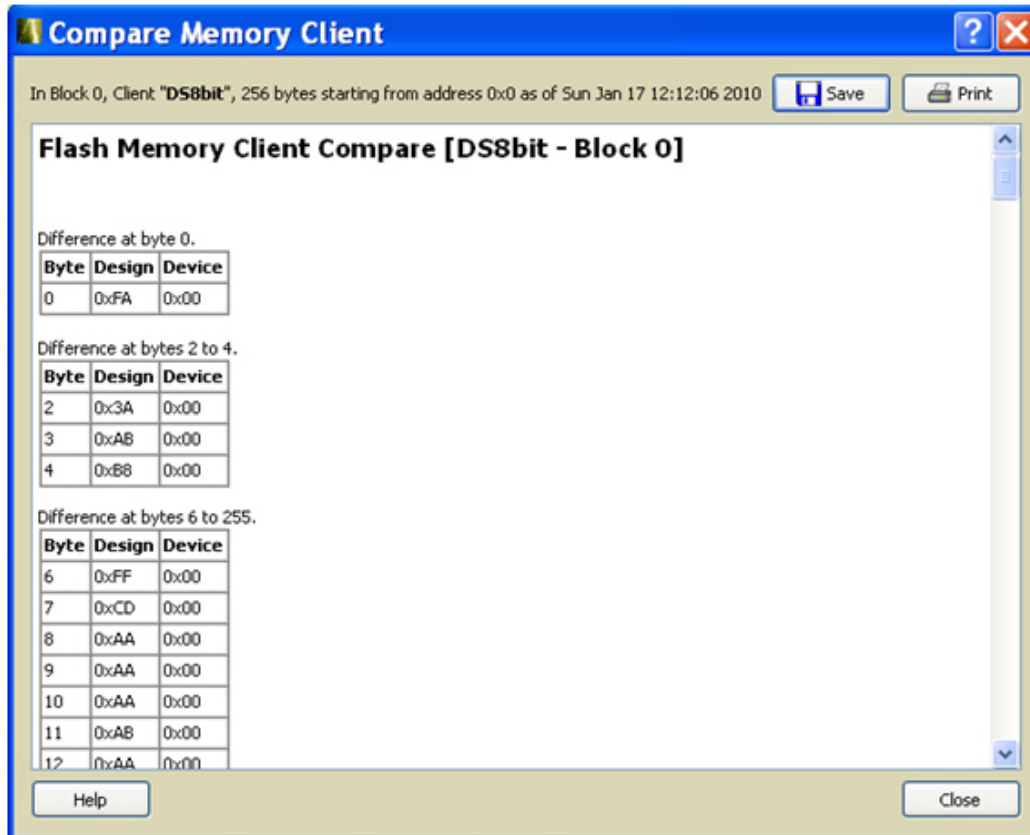 Compare Memory Client
In Block 0, Client "DS8bit", 256 bytes starting from address 0x0 as of Sun Jan 17 12:12:06 2010 Save Print
Flash Memory Client Compare [DS8bit - Block 0]
Difference at byte 0.
Byte Design Device
0 0xFA 0x00
Difference at bytes 2 to 4.
Byte Design Device
2 0x3A 0x00
3 0xAB 0x00
4 0xB8 0x00
Difference at bytes 6 to 255.
Byte Design Device
6 0xFF 0x00
7 0xCD 0x00
8 0xAA 0x00
9 0xAA 0x00
10 0xAA 0x00
11 0xAB 0x00
12 0xAA 0x00
Help Close